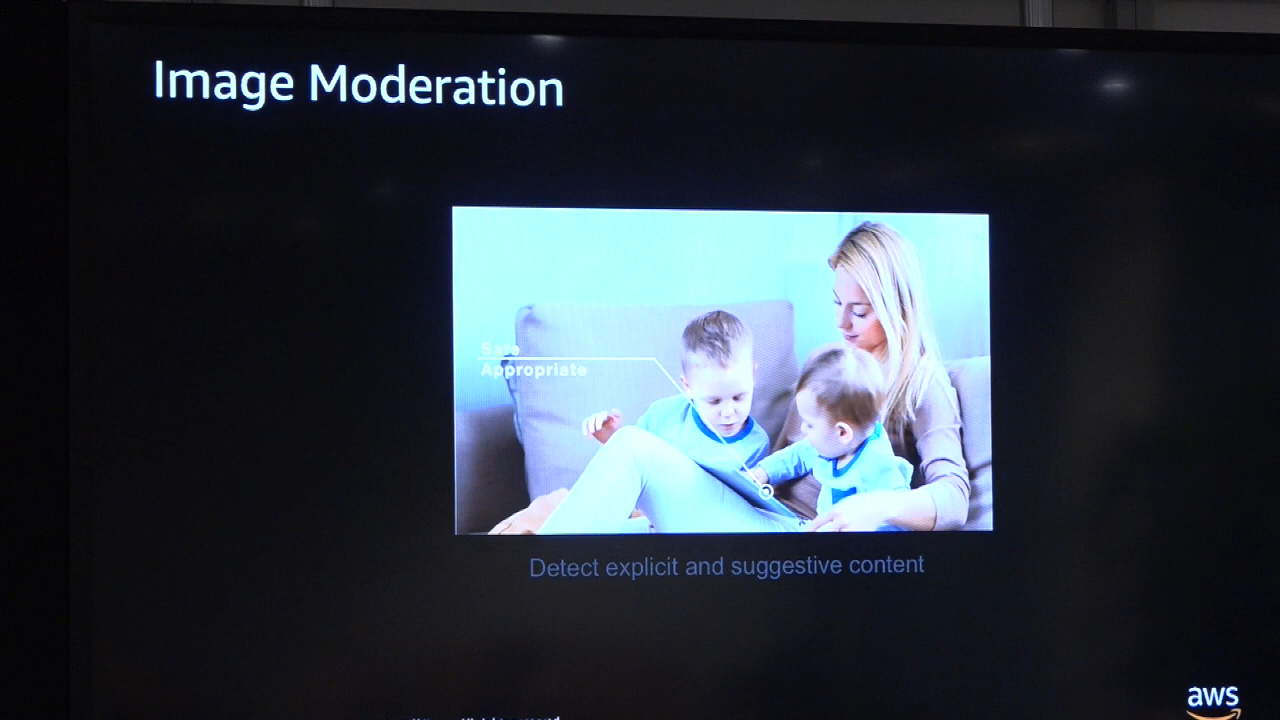 Image Moderation
Safe
Appropriate
Detect explicit and suggestive content
aws